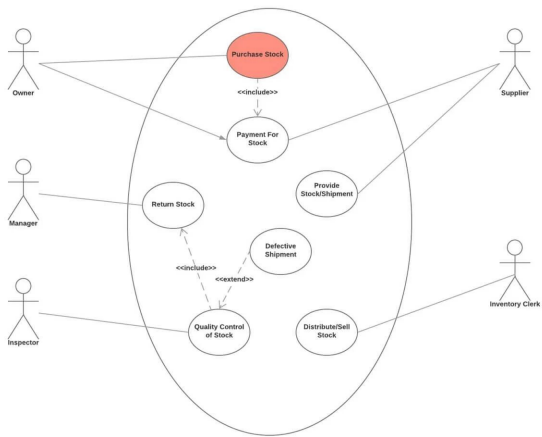 Purchase Stock
<<include>>
Owner
Supplier
Payment For
Stock
Provide
Stock/Shipment
Return Stock
Manager
Defective
Shipment
<<include>>
<<extend>>
Inventory Clerk
Quality Control
of Stock
Distribute/Sell
Stock
Inspector